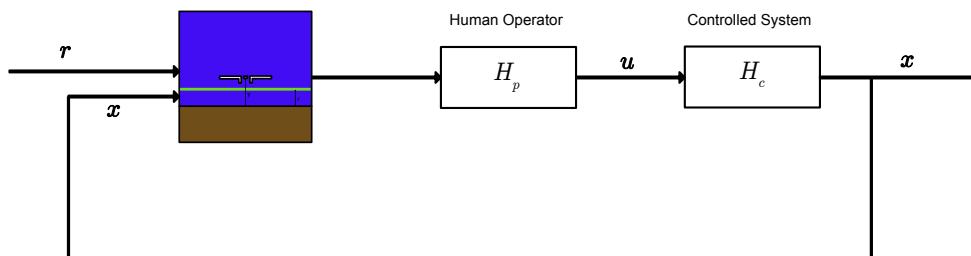 Human Operator
Controlled System
r
x
H_p
u
H_c
x